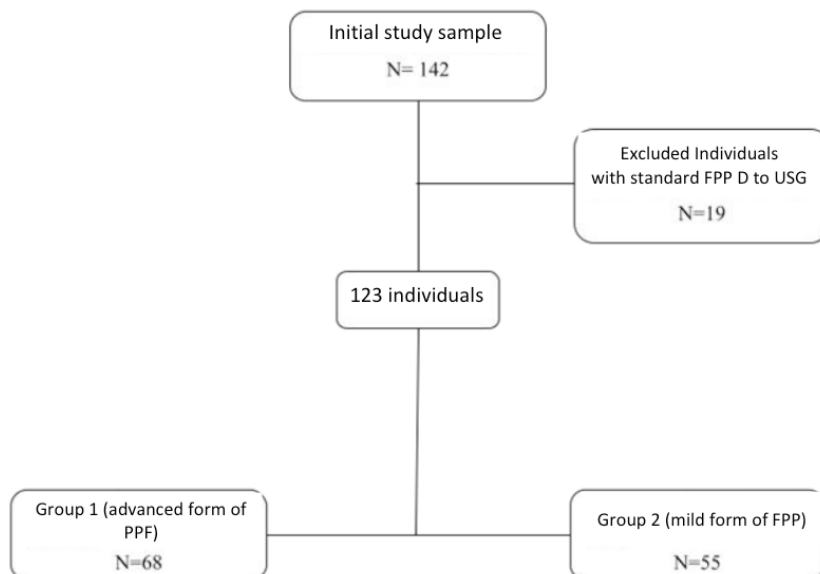 Initial study sample
N= 142
Excluded Individuals
with standard FPP D to USG
N=19
123 individuals
Group 1 (advanced form of
PPF)
N=68
Group 2 (mild form of FPP)
N=55